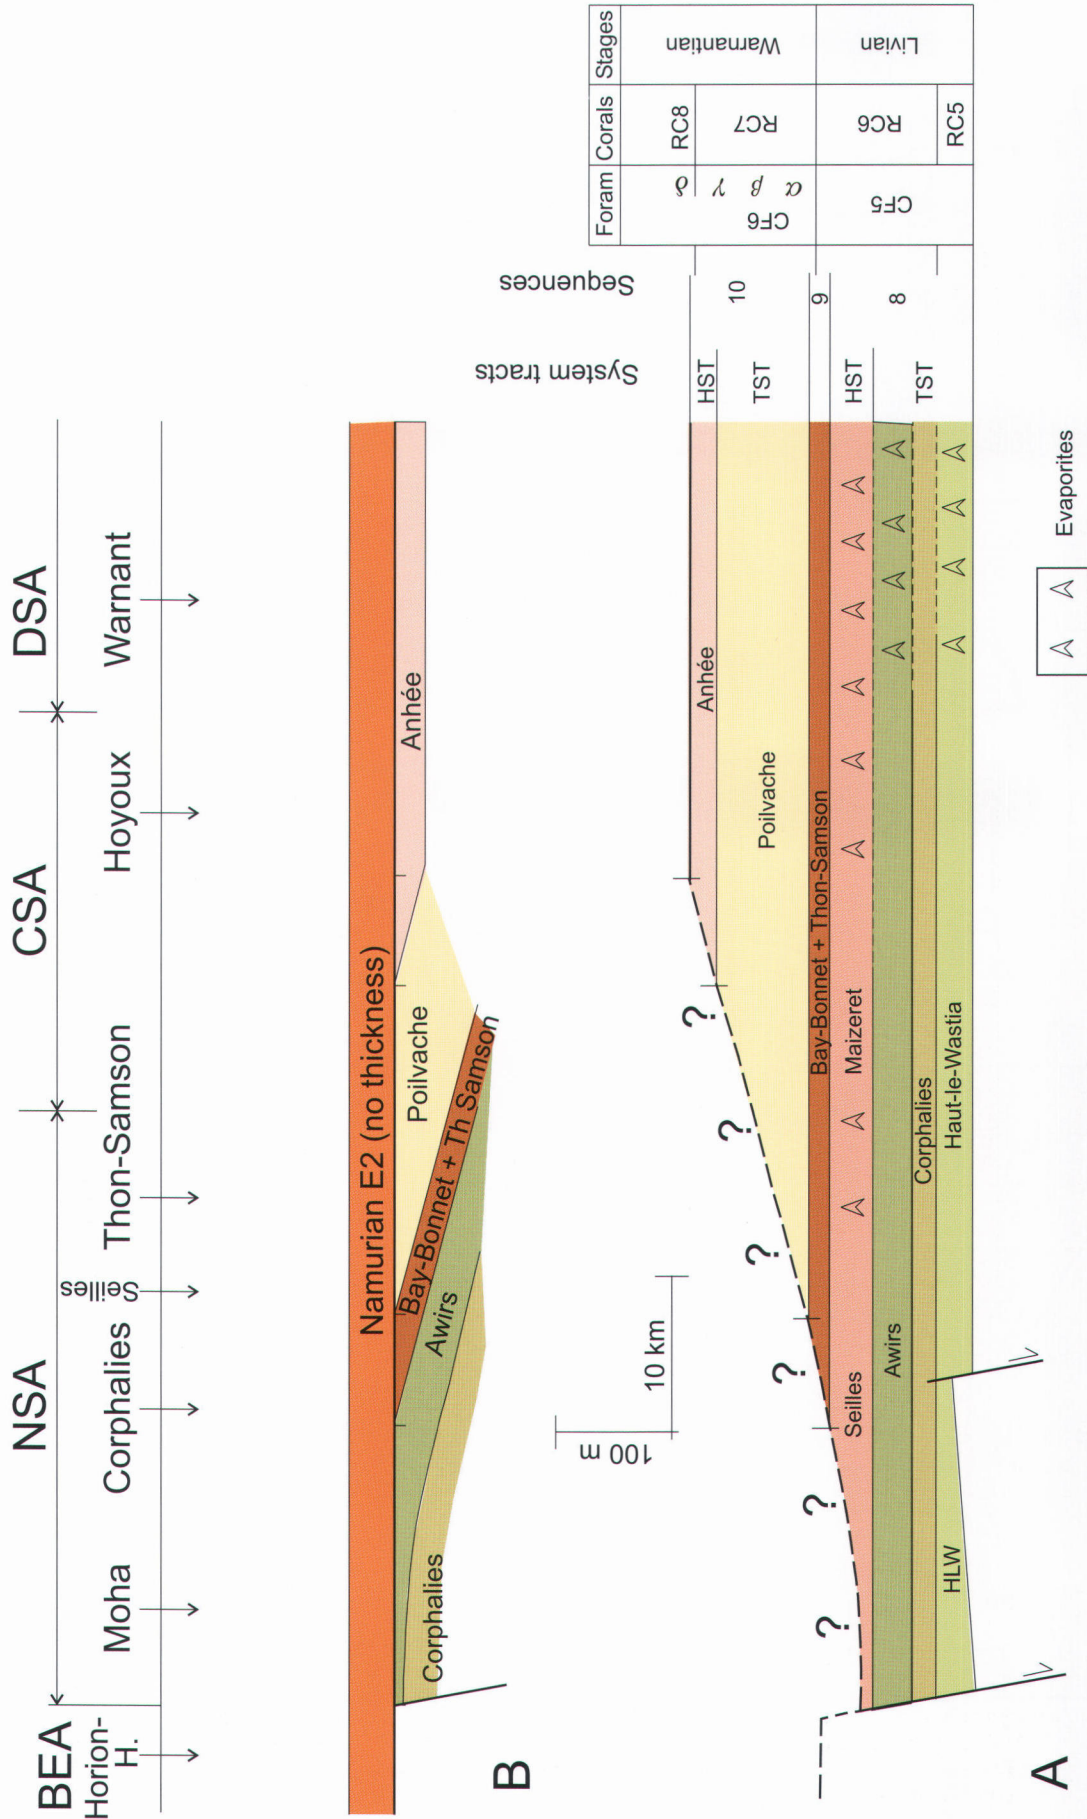 BEA
NSA
CSA
DSA
Horion-
H.
Moha
Corphalies
Seilles
Thon-Samson
Hoyoux
Warnant
Namurian E2 (no thickness)
Corphalies
Awirs
Bay-Bonnet + Th Samson
Poilvache
Anhée
B
100 m
10 km
? ? ? ? ? ? ?
Anhée
Poilvache
Bay-Bonnet + Thon-Samson
Seilles
Maizeret
Awirs
Corphalies
HLW
Haut-le-Wastia
A
System tracts
HST
TST
HST
TST
Sequences
10
9
8
Foram
Corals
Stages
CF6
α β γ δ
CF5
RC8
RC7
RC6
RC5
Warnantian
Livian
Evaporites